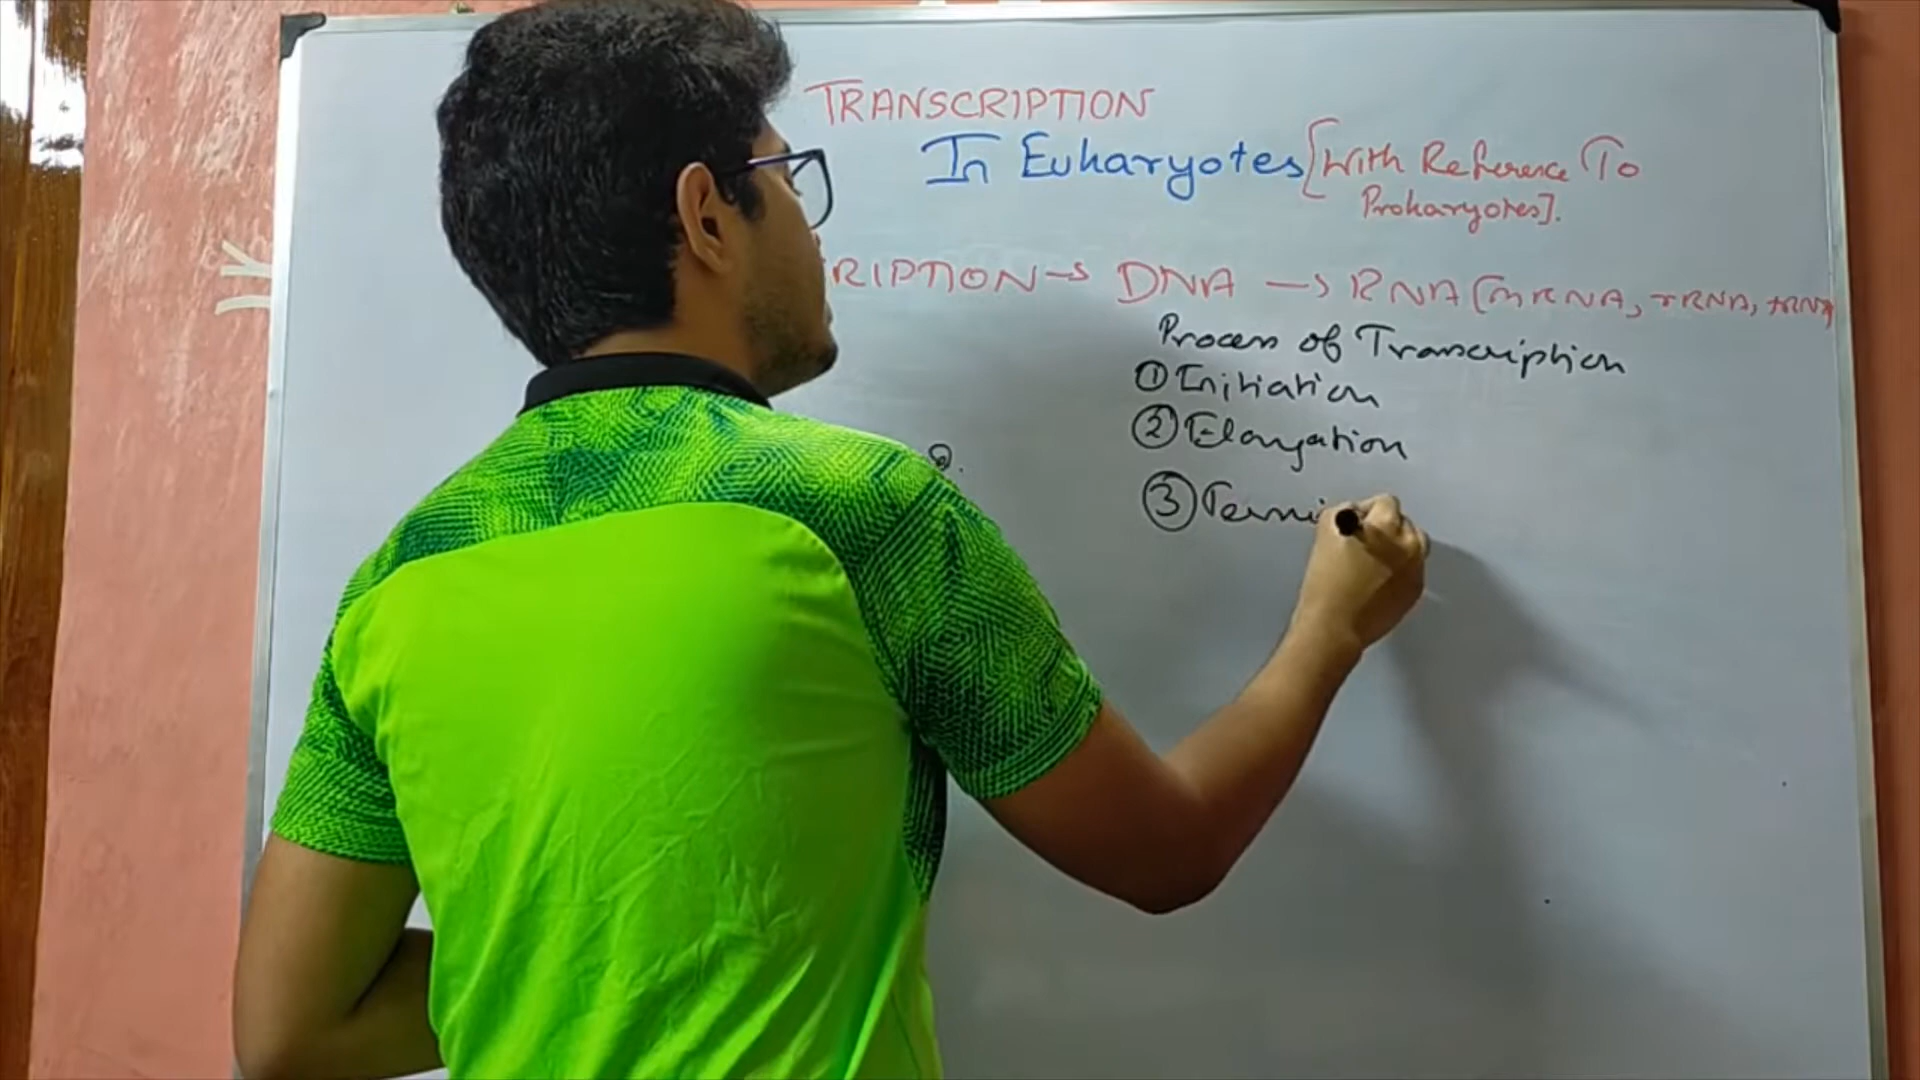 TRANSCRIPTION
In Eukaryotes [With Reference To
Prokaryotes].
RIPTION → DNA → RNA [mRNA, rRNA, tRNA
Process of Transcription
① Initiation
② Elongation
③ Termi